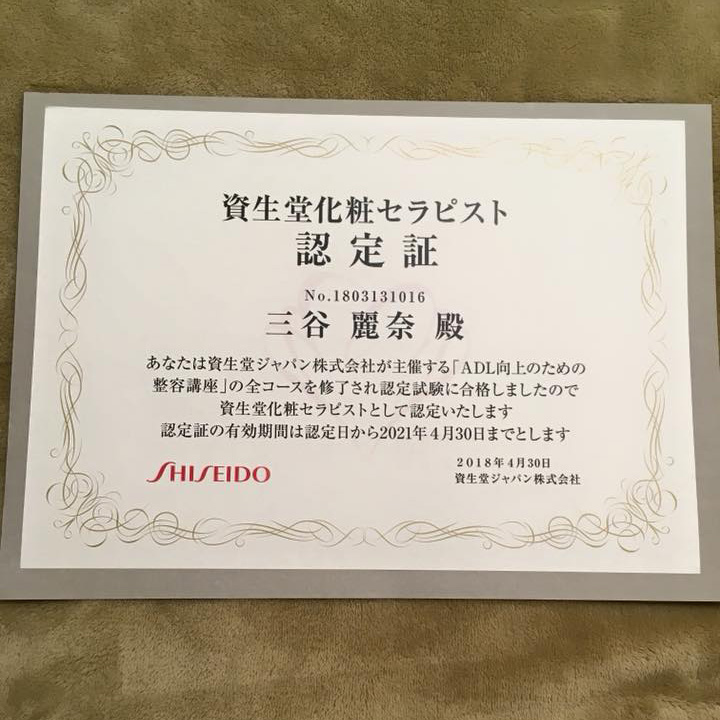 資生堂化粧セラピスト
認定証
No.1803131016
三谷 麗奈 殿
あなたは資生堂ジャパン株式会社が主催する「ADL向上のための
整容講座」の全コースを修了され認定試験に合格しましたので
資生堂化粧セラピストとして認定いたします
認定証の有効期間は認定日から2021年4月30日までとします
SHISEIDO
2018年4月30日
資生堂ジャパン株式会社